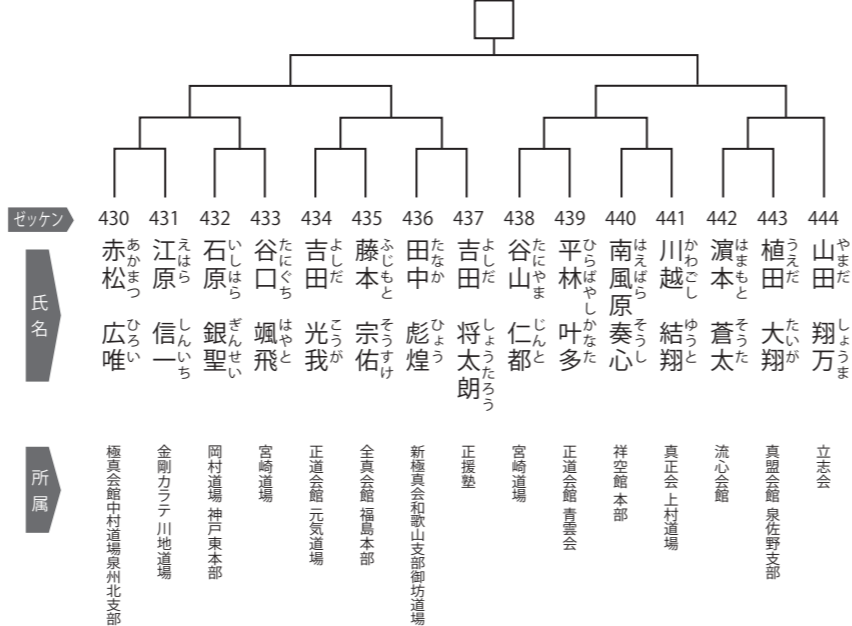 ゼッケン
430 431 432 433 434 435 436 437 438 439 440 441 442 443 444
氏名
赤松 広唯
あかまつ ひろい
江原 信一
えはら しんいち
石原 銀聖
いしはら ぎんせい
谷口 颯飛
たにぐち はやと
吉田 光我
よしだ こうが
藤本 宗佑
ふじもと そうすけ
田中 彪煌
たなか ひょう
吉田 将太朗
よしだ しょうたろう
谷山 仁都
たにやま じんと
平林 叶多
ひらばやし かなた
南風原 奏心
はえばら そうし
川越 結翔
かわごし ゆうと
濵本 蒼太
はまもと そうた
植田 大翔
うえだ たいが
山田 翔万
やまだ しょうま
所属
極真会館中村道場泉州北支部
金剛カラテ 川地道場
岡村道場 神戸東本部
宮崎道場
正道会館 元気道場
全真会館 福島本部
新極真会和歌山支部御坊道場
正援塾
宮崎道場
正道会館 青雲会
祥空館 本部
真正会 上村道場
流心会館
真盟会館 泉佐野支部
立志会